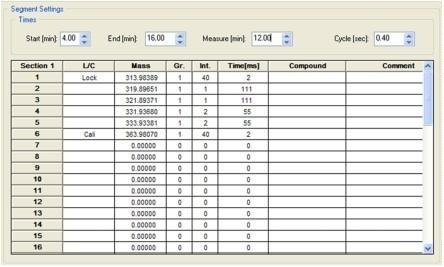 Segment Settings
Times
Start [min]: 4.00 End [min]: 16.00 Measure [min]: 12.00 Cycle [sec]: 0.40
Section 1 L/C Mass Gr. Int. Time[ms] Compound Comment
1 Lock 313.98389 1 40 2
2 319.89651 1 1 111
3 321.89371 1 1 111
4 331.93680 1 2 55
5 333.93381 1 2 55
6 Cali 363.98070 1 40 2
7 0.00000 0 0 0
8 0.00000 0 0 0
9 0.00000 0 0 0
10 0.00000 0 0 0
11 0.00000 0 0 0
12 0.00000 0 0 0
13 0.00000 0 0 0
14 0.00000 0 0 0
15 0.00000 0 0 0
16 0.00000 0 0 0